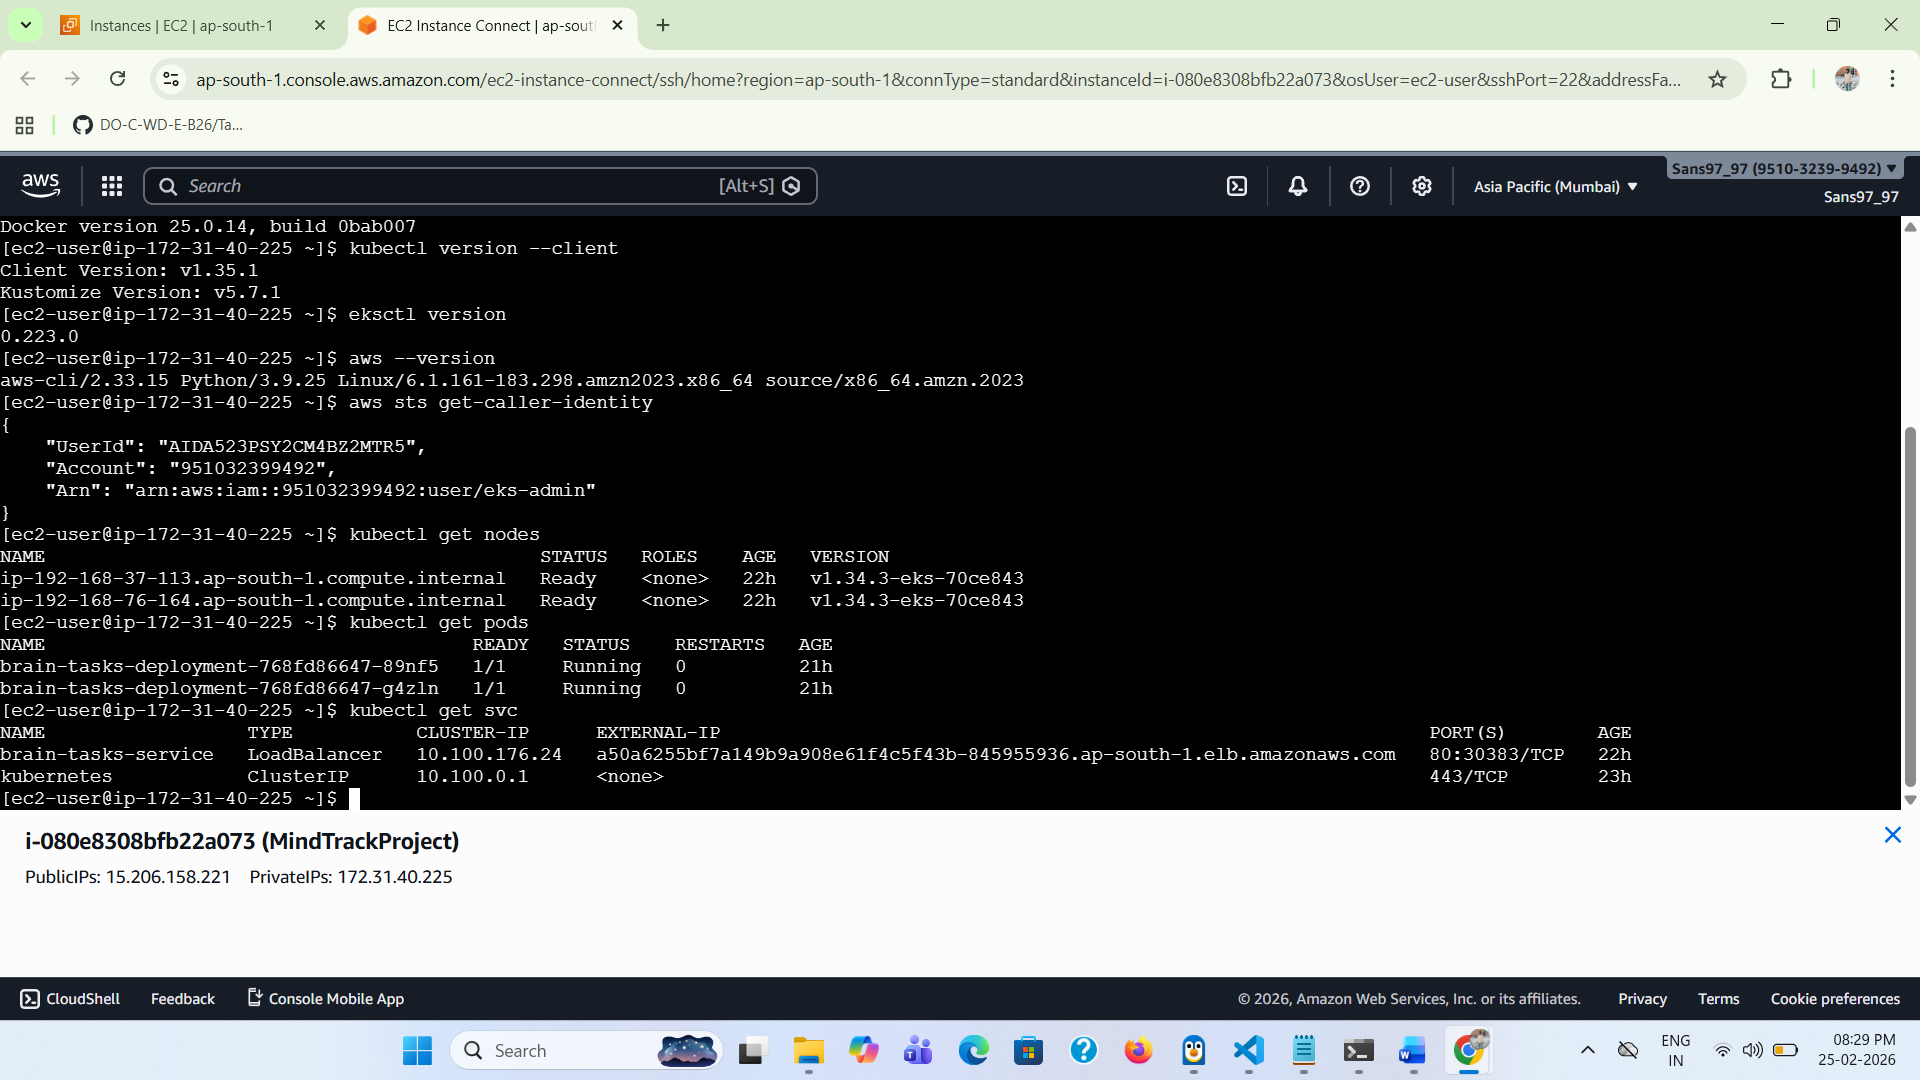 Instances | EC2 | ap-south-1
EC2 Instance Connect | ap-sout
ap-south-1.console.aws.amazon.com/ec2-instance-connect/ssh/home?region=ap-south-1&connType=standard&instanceId=i-080e8308bfb22a073&osUser=ec2-user&sshPort=22&addressFa...
DO-C-WD-E-B26/Ta...
aws
Search
[Alt+S]
Asia Pacific (Mumbai)
Sans97_97 (9510-3239-9492)
Sans97_97
Docker version 25.0.14, build 0bab007
[ec2-user@ip-172-31-40-225 ~]$ kubectl version --client
Client Version: v1.35.1
Kustomize Version: v5.7.1
[ec2-user@ip-172-31-40-225 ~]$ eksctl version
0.223.0
[ec2-user@ip-172-31-40-225 ~]$ aws --version
aws-cli/2.33.15 Python/3.9.25 Linux/6.1.161-183.298.amzn2023.x86_64 source/x86_64.amzn.2023
[ec2-user@ip-172-31-40-225 ~]$ aws sts get-caller-identity
{
    "UserId": "AIDA523PSY2CM4BZ2MTR5",
    "Account": "951032399492",
    "Arn": "arn:aws:iam::951032399492:user/eks-admin"
}
[ec2-user@ip-172-31-40-225 ~]$ kubectl get nodes
NAME STATUS ROLES AGE VERSION
ip-192-168-37-113.ap-south-1.compute.internal Ready <none> 22h v1.34.3-eks-70ce843
ip-192-168-76-164.ap-south-1.compute.internal Ready <none> 22h v1.34.3-eks-70ce843
[ec2-user@ip-172-31-40-225 ~]$ kubectl get pods
NAME READY STATUS RESTARTS AGE
brain-tasks-deployment-768fd86647-89nf5 1/1 Running 0 21h
brain-tasks-deployment-768fd86647-g4zln 1/1 Running 0 21h
[ec2-user@ip-172-31-40-225 ~]$ kubectl get svc
NAME TYPE CLUSTER-IP EXTERNAL-IP PORT(S) AGE
brain-tasks-service LoadBalancer 10.100.176.24 a50a6255bf7a149b9a908e61f4c5f43b-845955936.ap-south-1.elb.amazonaws.com 80:30383/TCP 22h
kubernetes ClusterIP 10.100.0.1 <none> 443/TCP 23h
[ec2-user@ip-172-31-40-225 ~]$
i-080e8308bfb22a073 (MindTrackProject)
PublicIPs: 15.206.158.221 PrivateIPs: 172.31.40.225
CloudShell
Feedback
Console Mobile App
© 2026, Amazon Web Services, Inc. or its affiliates.
Privacy
Terms
Cookie preferences
Search
ENG
IN
08:29 PM
25-02-2026